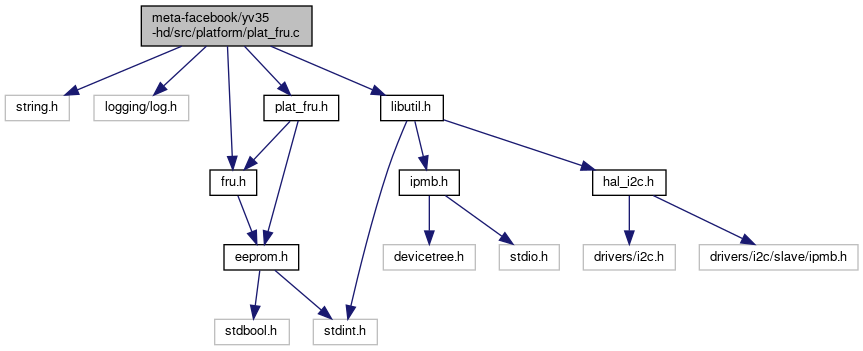 meta-facebook/yv35
-hd/src/platform/plat_fru.c
string.h
logging/log.h
plat_fru.h
libutil.h
fru.h
ipmb.h
hal_i2c.h
eeprom.h
devicetree.h
stdio.h
drivers/i2c.h
drivers/i2c/slave/ipmb.h
stdbool.h
stdint.h